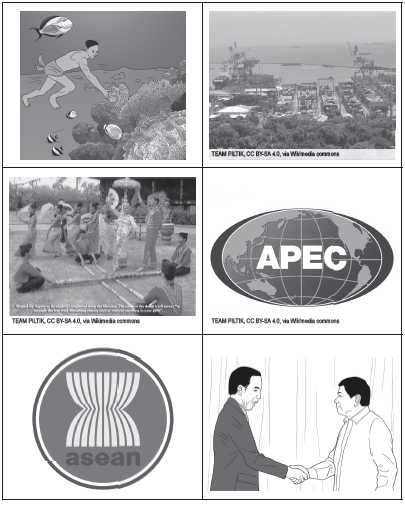 TEAM PILTIK, CC BY-SA 4.0, via Wikimedia commons
APEC
TEAM PILTIK, CC BY-SA 4.0, via Wikimedia commons
TEAM PILTIK, CC BY-SA 4.0, via Wikimedia commons
asean